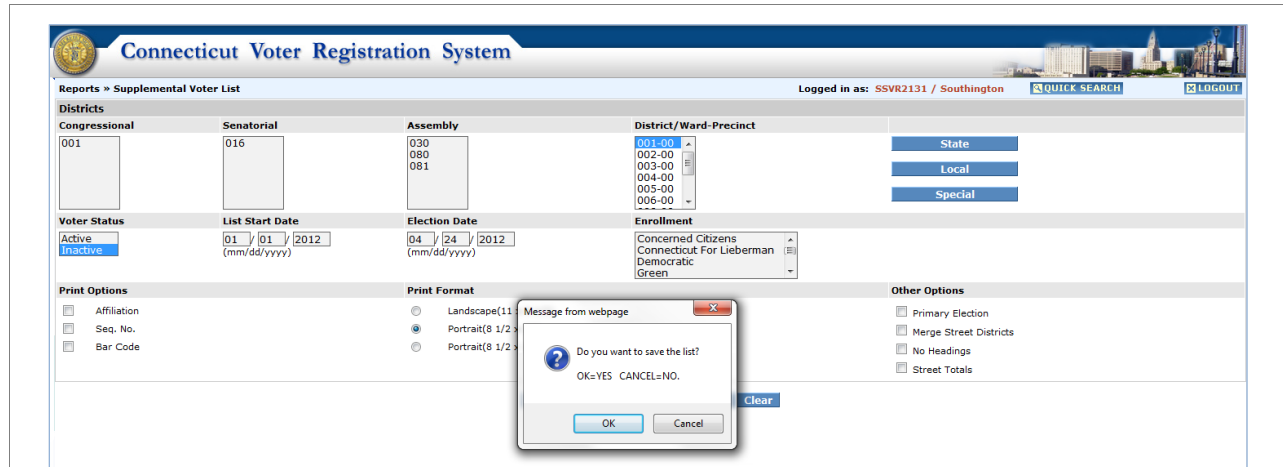 Connecticut Voter Registration System
Reports » Supplemental Voter List Logged in as: SSVR2131 / Southington QUICK SEARCH LOGOUT
Districts
Congressional Senatorial Assembly District/Ward-Precinct
001 016 030 001-00
080 002-00
081 003-00
004-00
005-00
006-00
State
Local
Special
Voter Status List Start Date Election Date Enrollment
Active 01 / 01 / 2012 04 / 24 / 2012 Concerned Citizens
Inactive (mm/dd/yyyy) (mm/dd/yyyy) Connecticut For Lieberman
Democratic
Green
Print Options Print Format Other Options
Affiliation Landscape(11 Primary Election
Seq. No. Portrait(8 1/2 x Merge Street Districts
Bar Code Portrait(8 1/2 x No Headings
Street Totals
Message from webpage
Do you want to save the list?
OK=YES CANCEL=NO.
OK Cancel
Clear